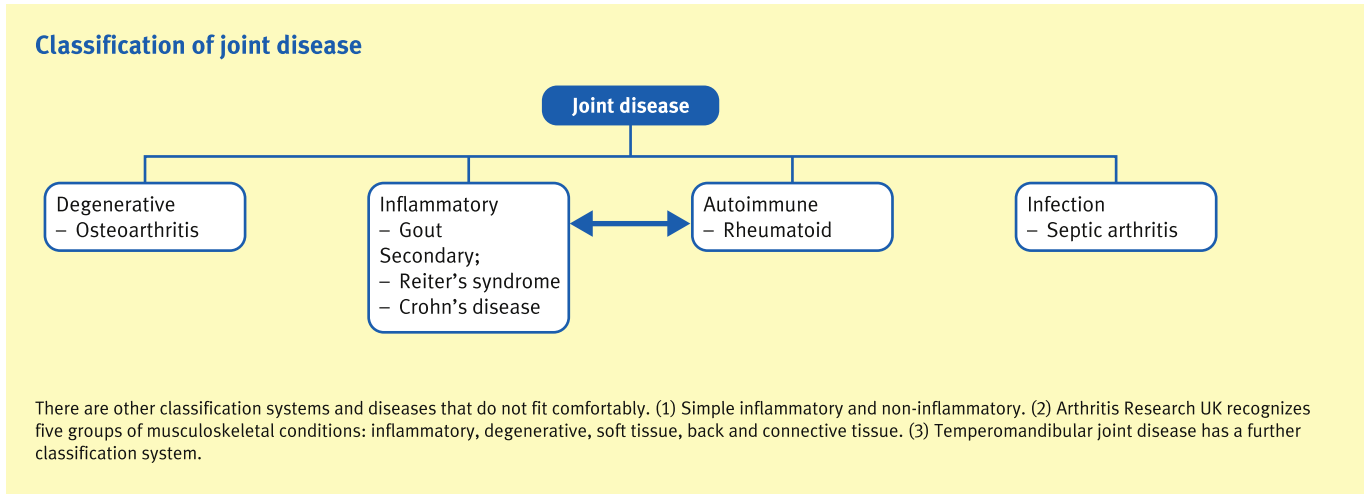 Classification of joint disease
Joint disease
Degenerative
– Osteoarthritis
Inflammatory
– Gout
Secondary;
– Reiter’s syndrome
– Crohn’s disease
Autoimmune
– Rheumatoid
Infection
– Septic arthritis
There are other classification systems and diseases that do not fit comfortably. (1) Simple inflammatory and non-inflammatory. (2) Arthritis Research UK recognizes
five groups of musculoskeletal conditions: inflammatory, degenerative, soft tissue, back and connective tissue. (3) Temperomandibular joint disease has a further
classification system.